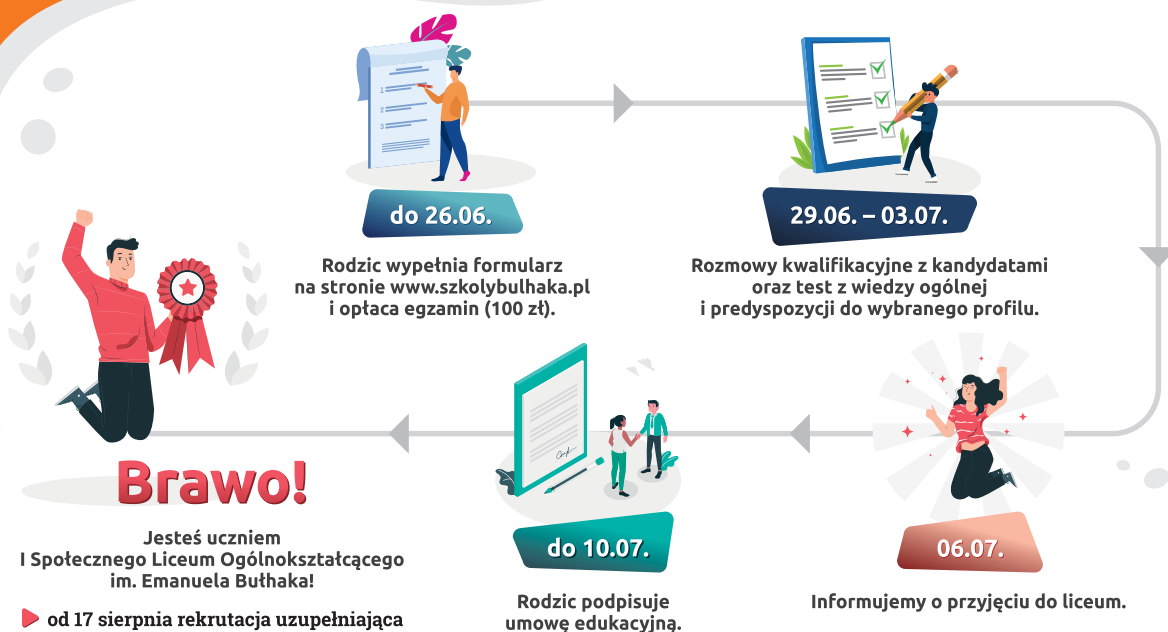 1
2
3
do 26.06.
Rodzic wypełnia formularz
na stronie www.szkolybulhaka.pl
i opłaca egzamin (100 zł).
29.06. – 03.07.
Rozmowy kwalifikacyjne z kandydatami
oraz test z wiedzy ogólnej
i predyspozycji do wybranego profilu.
06.07.
Informujemy o przyjęciu do liceum.
do 10.07.
Rodzic podpisuje
umowę edukacyjną.
Brawo!
Jesteś uczniem
I Społecznego Liceum Ogólnokształcącego
im. Emanuela Bułhaka!
od 17 sierpnia rekrutacja uzupełniająca